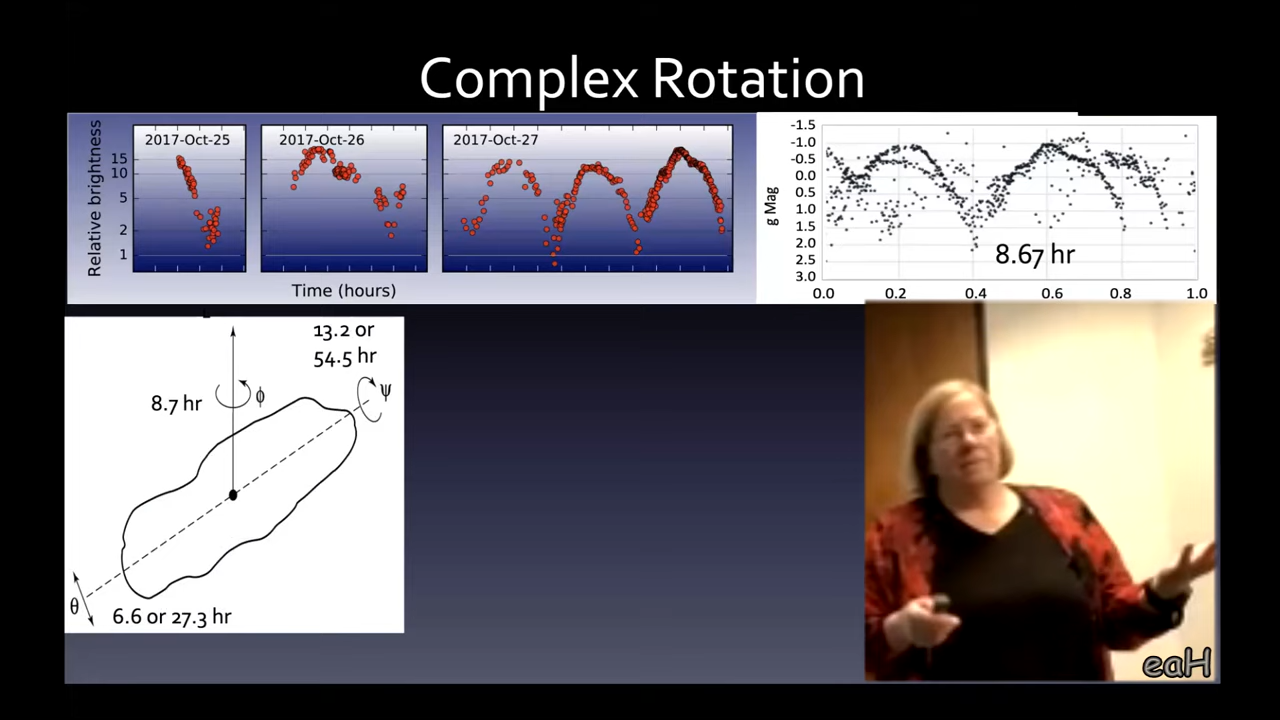 Complex Rotation
Relative brightness
15
10
5
2
1
2017-Oct-25
2017-Oct-26
2017-Oct-27
Time (hours)
g Mag
-1.5
-1.0
-0.5
0.0
0.5
1.0
1.5
2.0
2.5
3.0
8.67 hr
0.0 0.2 0.4 0.6 0.8 1.0
13.2 or
54.5 hr
ψ
8.7 hr
ϕ
θ
6.6 or 27.3 hr
eaH